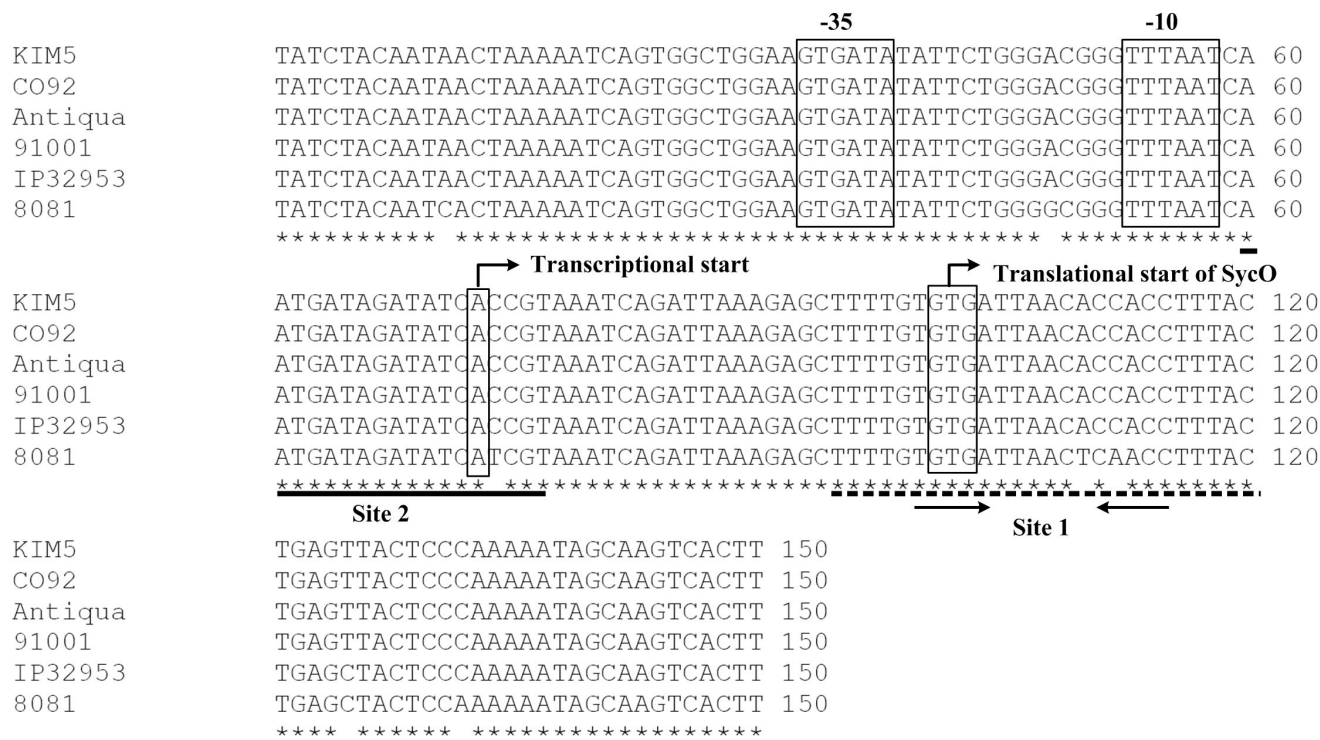 -35 -10
KIM5 TATCTACAATAACTAAAAATCAGTGGCTGGAAGTGATATATTCTGGGACGGGTTTAATCA 60
CO92 TATCTACAATAACTAAAAATCAGTGGCTGGAAGTGATATATTCTGGGACGGGTTTAATCA 60
Antiqua TATCTACAATAACTAAAAATCAGTGGCTGGAAGTGATATATTCTGGGACGGGTTTAATCA 60
91001 TATCTACAATAACTAAAAATCAGTGGCTGGAAGTGATATATTCTGGGACGGGTTTAATCA 60
IP32953 TATCTACAATAACTAAAAATCAGTGGCTGGAAGTGATATATTCTGGGACGGGTTTAATCA 60
8081 TATCTACAATCACTAAAAATCAGTGGCTGGAAGTGATATATTCTGGGGCGGGTTTAATCA 60
********** ************************************ ************
Transcriptional start Translational start of SycO
KIM5 ATGATAGATATCACCGTAAATCAGATTAAAGAGCTTTTGTGTGATTAACACCACCTTTAC 120
CO92 ATGATAGATATCACCGTAAATCAGATTAAAGAGCTTTTGTGTGATTAACACCACCTTTAC 120
Antiqua ATGATAGATATCACCGTAAATCAGATTAAAGAGCTTTTGTGTGATTAACACCACCTTTAC 120
91001 ATGATAGATATCACCGTAAATCAGATTAAAGAGCTTTTGTGTGATTAACACCACCTTTAC 120
IP32953 ATGATAGATATCACCGTAAATCAGATTAAAGAGCTTTTGTGTGATTAACACCACCTTTAC 120
8081 ATGATAGATATCATCGTAAATCAGATTAAAGAGCTTTTGTGTGATTAACTCAACCTTTAC 120
************* *********************************** * ********
Site 2 Site 1
KIM5 TGAGTTACTCCCAAAAATAGCAAGTCACTT 150
CO92 TGAGTTACTCCCAAAAATAGCAAGTCACTT 150
Antiqua TGAGTTACTCCCAAAAATAGCAAGTCACTT 150
91001 TGAGTTACTCCCAAAAATAGCAAGTCACTT 150
IP32953 TGAGCTACTCCCAAAAATAGCAAGTCACTT 150
8081 TGAGCTACTCCAAAAAATAGCAAGTCACTT 150
**** ****** ******************